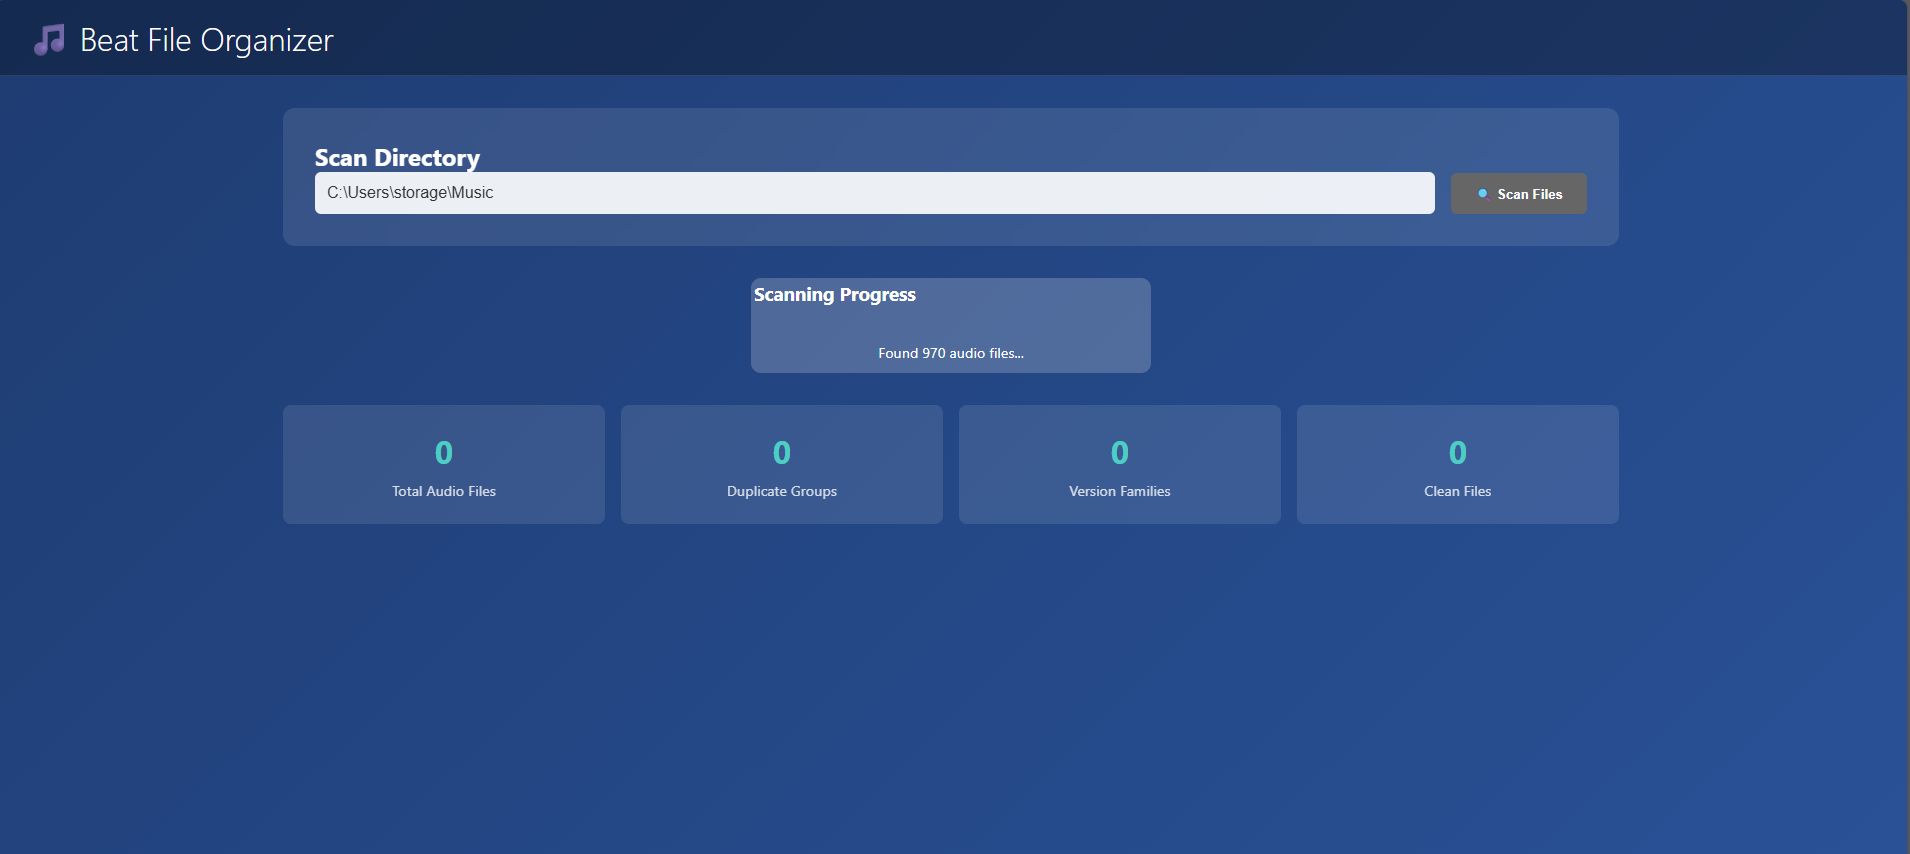 Beat File Organizer
Scan Directory
C:\Users\storage\Music
Scan Files
Scanning Progress
Found 970 audio files...
0
Total Audio Files
0
Duplicate Groups
0
Version Families
0
Clean Files